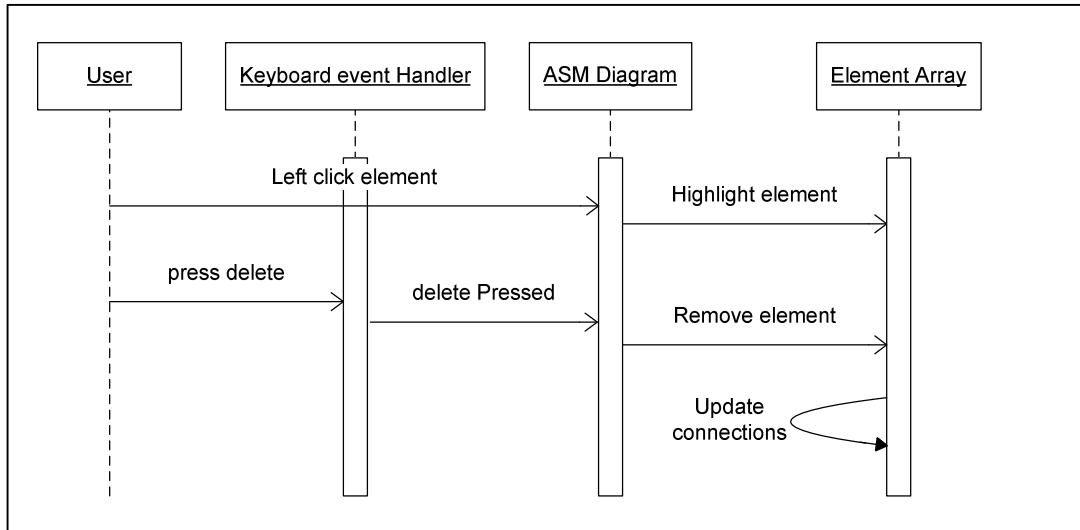 User
Keyboard event Handler
ASM Diagram
Element Array
Left click element
Highlight element
press delete
delete Pressed
Remove element
Update
connections